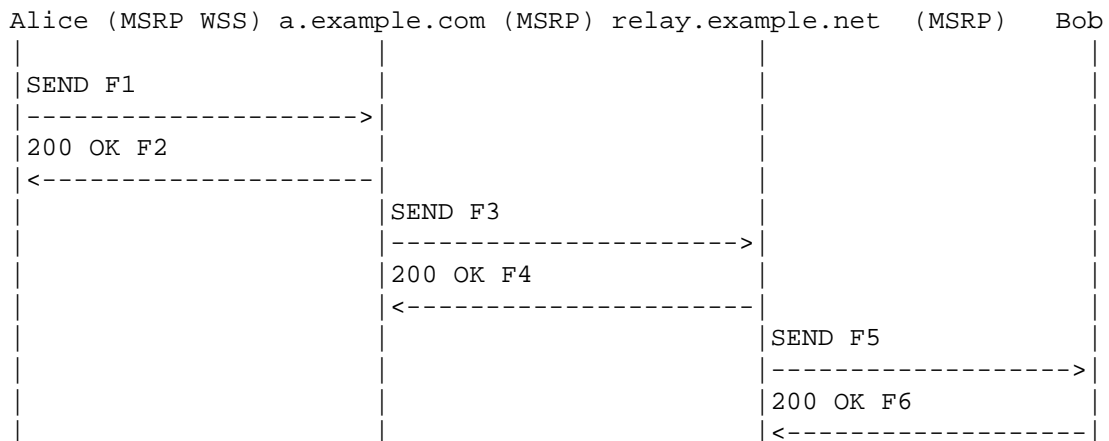 Alice (MSRP WSS) a.example.com (MSRP) relay.example.net  (MSRP)   Bob
|                       |                        |                     |
|SEND F1                |                        |                     |
|---------------------->|                        |                     |
|200 OK F2              |                        |                     |
|<----------------------|                        |                     |
|                       |SEND F3                 |                     |
|                       |----------------------->|                     |
|                       |200 OK F4               |                     |
|                       |<-----------------------|                     |
|                       |                        |SEND F5              |
|                       |                        |-------------------->|
|                       |                        |200 OK F6            |
|                       |                        |<--------------------|